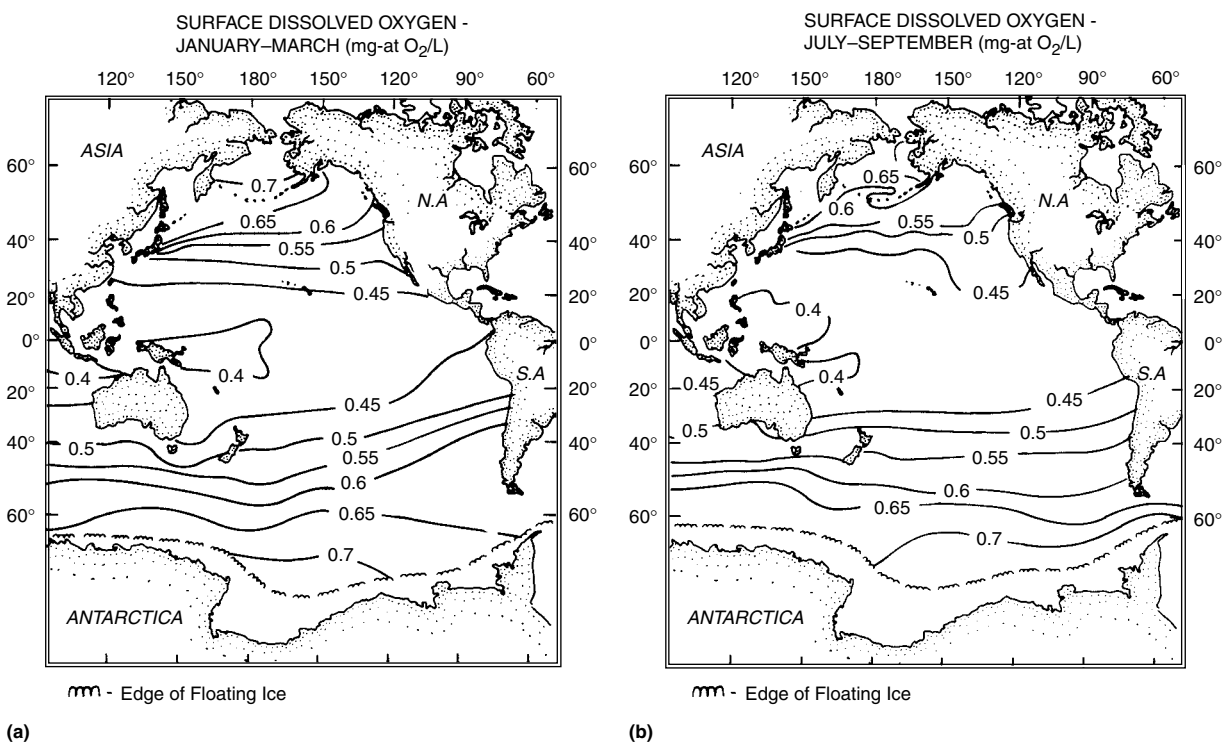 SURFACE DISSOLVED OXYGEN -
JANUARY–MARCH (mg-at O2/L)
120° 150° 180° 150° 120° 90° 60°
ASIA
60° 60°
0.7
N.A
0.65 0.6
40° 0.55 40°
0.5
20° 0.45 20°
0° 0°
0.4 0.4 S.A
20° 0.45 20°
0.5 0.5
40° 0.55 40°
0.6
60° 0.65 60°
0.7
ANTARCTICA
- Edge of Floating Ice
(a)
SURFACE DISSOLVED OXYGEN -
JULY–SEPTEMBER (mg-at O2/L)
120° 150° 180° 150° 120° 90° 60°
ASIA
60° 0.65 60°
N.A
0.6 0.55
40° 0.5 40°
20° 0.45 20°
0.4
0° 0°
0.45 0.4 S.A
20° 0.45 20°
0.5 0.5
40° 0.55 40°
0.6
60° 0.65 60°
0.7
ANTARCTICA
- Edge of Floating Ice
(b)